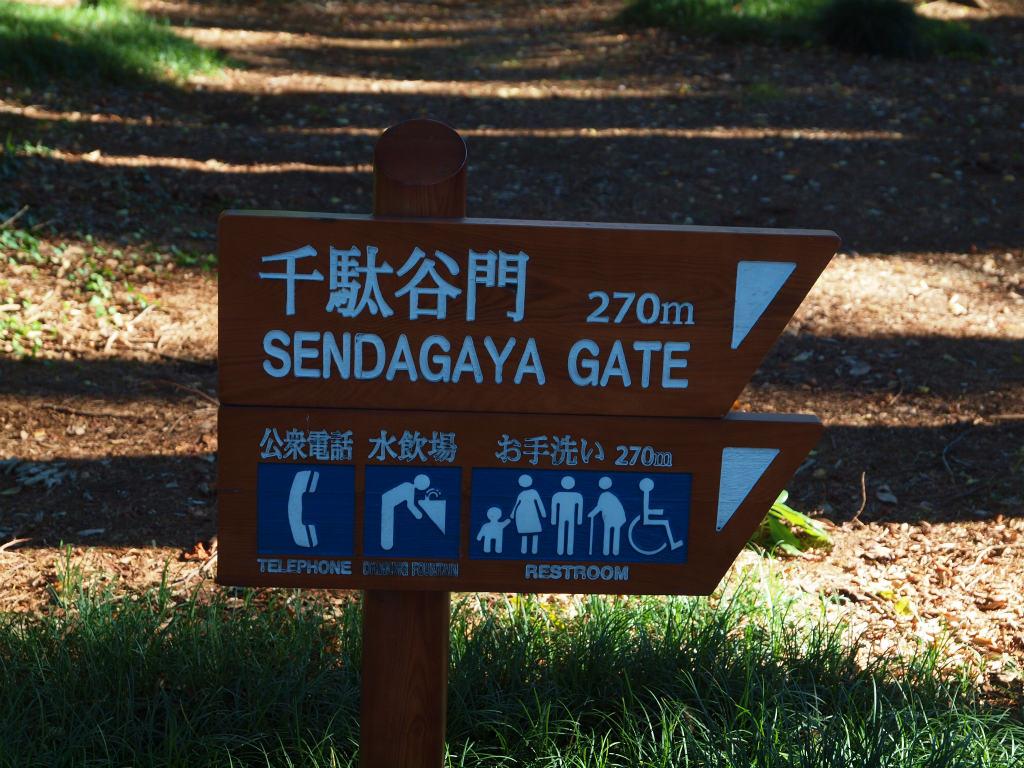 千駄谷門 270m
SENDAGAYA GATE
公衆電話 水飲場 お手洗い 270m
TELEPHONE DRINKING FOUNTAIN RESTROOM